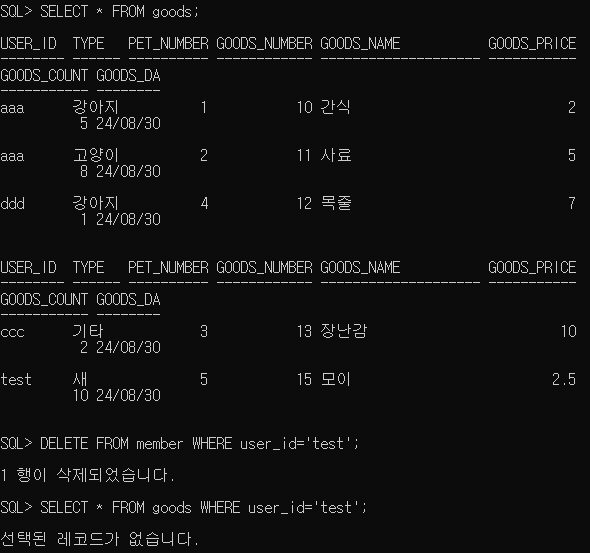 SQL> SELECT * FROM goods;
USER_ID TYPE PET_NUMBER GOODS_NUMBER GOODS_NAME GOODS_PRICE
---------- ------ ---------- ------------ -------------------- -----------
GOODS_COUNT GOODS_DA
----------- --------
aaa 강아지 1 10 간식 2
5 24/08/30
aaa 고양이 2 11 사료 5
8 24/08/30
ddd 강아지 4 12 목줄 7
1 24/08/30
USER_ID TYPE PET_NUMBER GOODS_NUMBER GOODS_NAME GOODS_PRICE
---------- ------ ---------- ------------ -------------------- -----------
GOODS_COUNT GOODS_DA
----------- --------
ccc 기타 3 13 장난감 10
2 24/08/30
test 새 5 15 모이 2.5
10 24/08/30
SQL> DELETE FROM member WHERE user_id='test';
1 행이 삭제되었습니다.
SQL> SELECT * FROM goods WHERE user_id='test';
선택된 레코드가 없습니다.